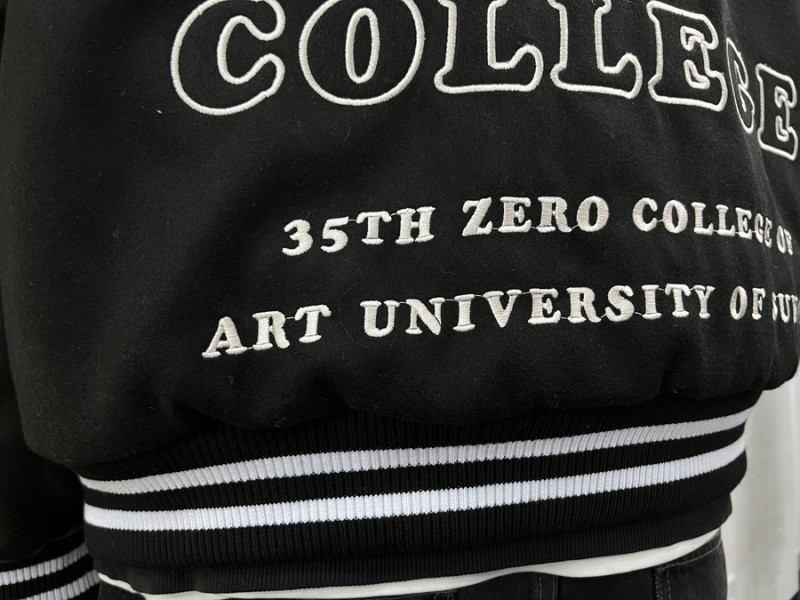 COLLEGE
35TH ZERO COLLEGE OF
ART UNIVERSITY OF